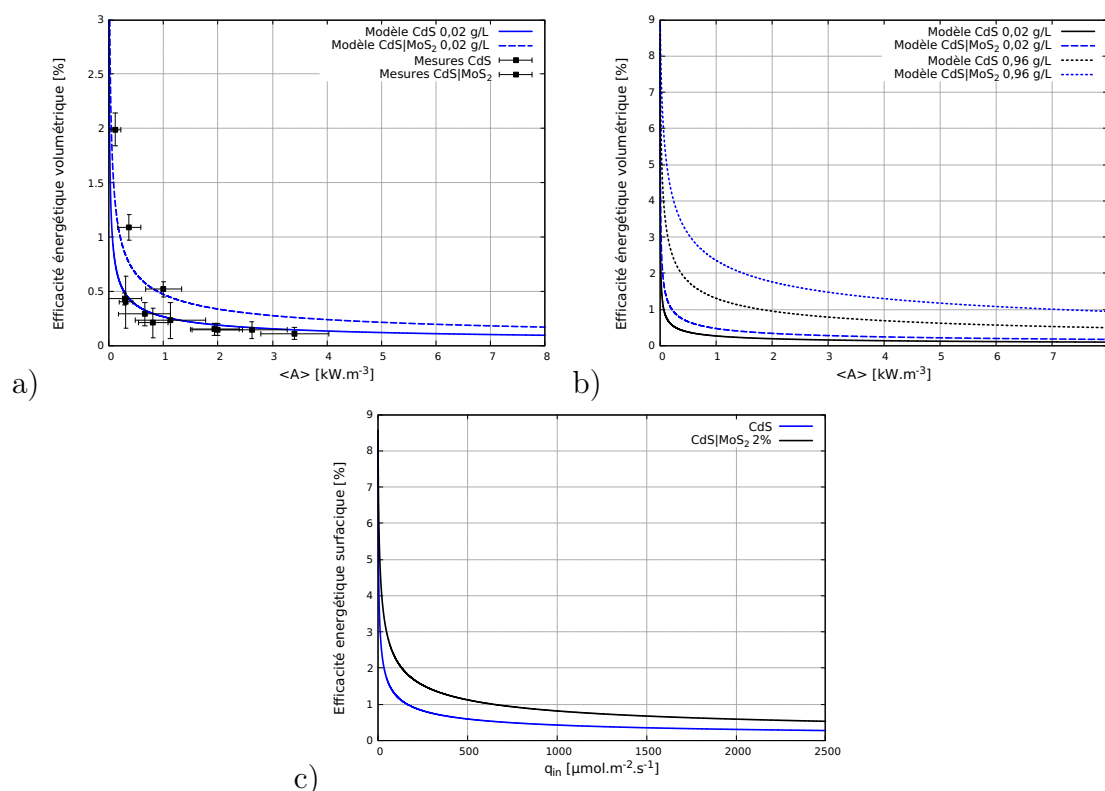 Efficacité énergétique volumétrique [%]
3
2.5
2
1.5
1
0.5
0
0 1 2 3 4 5 6 7 8
<A> [kW.m-3]
Modèle CdS 0,02 g/L
Modèle CdS|MoS2 0,02 g/L
Mesures CdS
Mesures CdS|MoS2
a)
Efficacité énergétique volumétrique [%]
9
8
7
6
5
4
3
2
1
0
0 1 2 3 4 5 6 7
<A> [kW.m-3]
Modèle CdS 0,02 g/L
Modèle CdS|MoS2 0,02 g/L
Modèle CdS 0,96 g/L
Modèle CdS|MoS2 0,96 g/L
b)
Efficacité énergétique surfacique [%]
9
8
7
6
5
4
3
2
1
0
0 500 1000 1500 2000 2500
qin [µmol.m-2.s-1]
CdS
CdS|MoS2 2%
c)